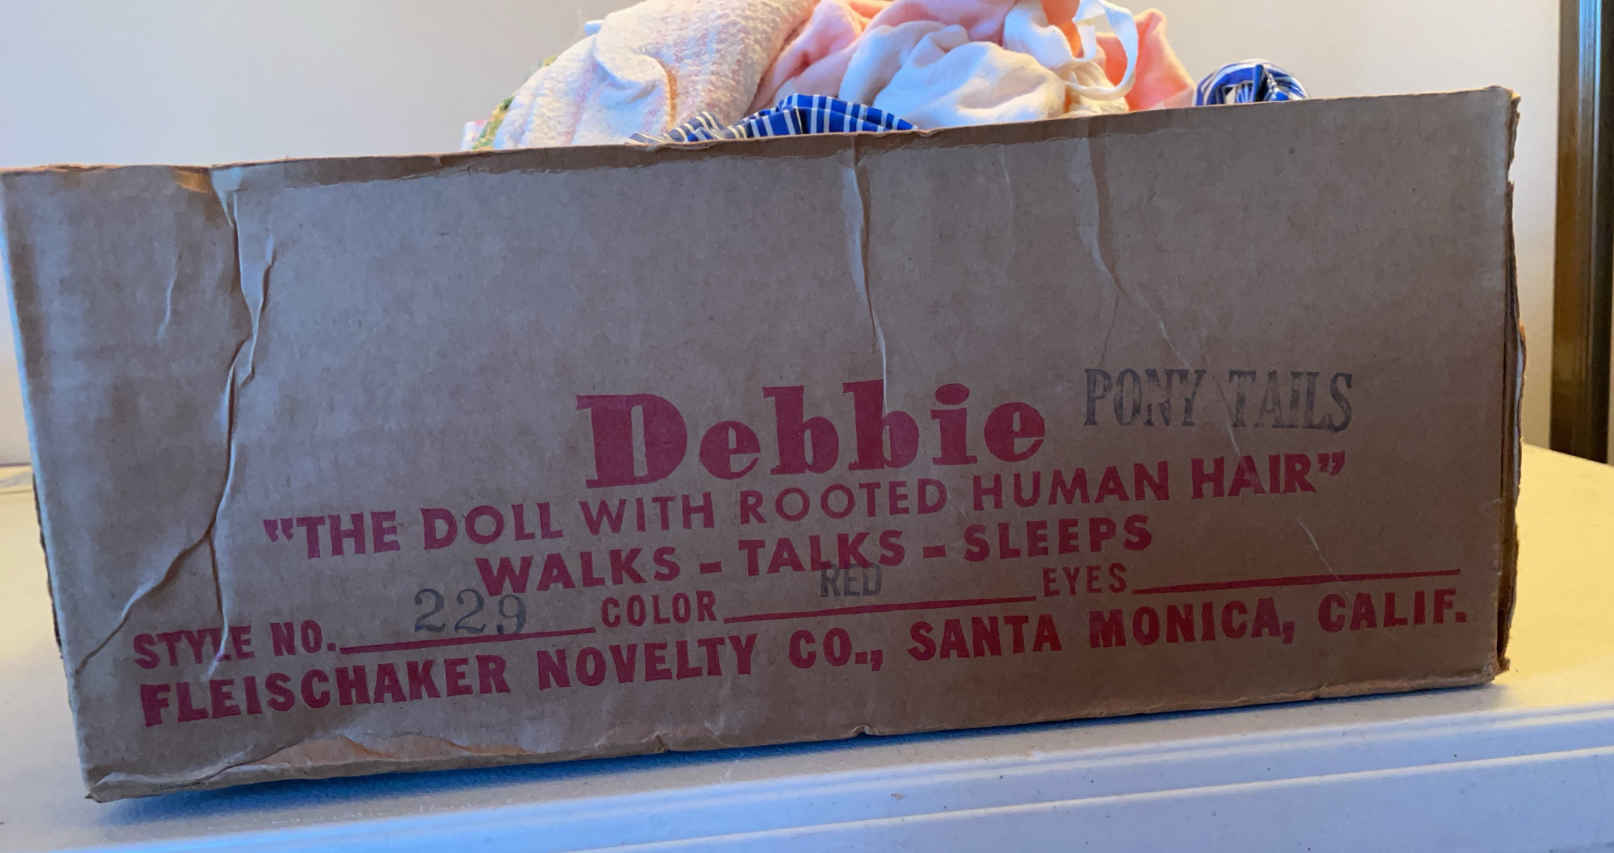 Debbie PONY TAILS
"THE DOLL WITH ROOTED HUMAN HAIR"
WALKS - TALKS - SLEEPS
STYLE NO. 229 COLOR RED EYES
FLEISCHAKER NOVELTY CO., SANTA MONICA, CALIF.